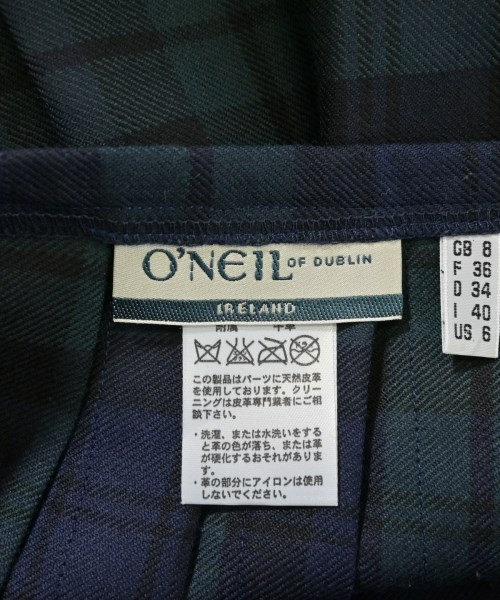 O'NEIL OF DUBLIN
IRELAND
GB 8
F 36
D 34
I 40
US 6
付属 牛革
この製品はパーツに天然皮革
を使用しております。クリー
ニングは皮革専門業者にご相
談下さい。
・洗濯、または水洗いをする
と革の色が落ち、または革
が硬化するおそれがありま
す。
・革の部分にアイロンは使用
しないでください。